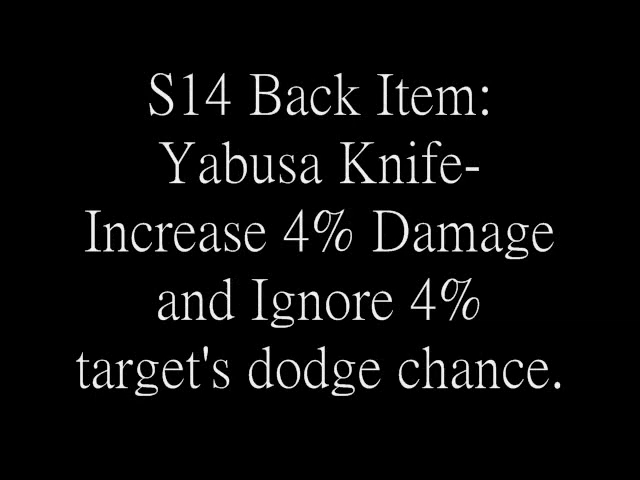 S14 Back Item:
Yabusa Knife-
Increase 4% Damage
and Ignore 4%
target's dodge chance.